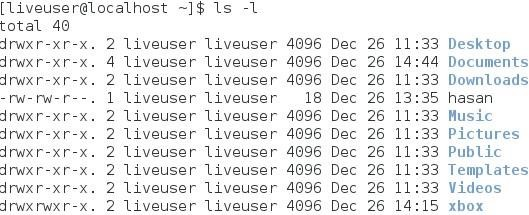 [liveuser@localhost ~]$ ls -l
total 40
drwxr-xr-x. 2 liveuser liveuser 4096 Dec 26 11:33 Desktop
drwxr-xr-x. 4 liveuser liveuser 4096 Dec 26 14:44 Documents
drwxr-xr-x. 2 liveuser liveuser 4096 Dec 26 11:33 Downloads
-rw-rw-r--. 1 liveuser liveuser   18 Dec 26 13:35 hasan
drwxr-xr-x. 2 liveuser liveuser 4096 Dec 26 11:33 Music
drwxr-xr-x. 2 liveuser liveuser 4096 Dec 26 11:33 Pictures
drwxr-xr-x. 2 liveuser liveuser 4096 Dec 26 11:33 Public
drwxr-xr-x. 2 liveuser liveuser 4096 Dec 26 11:33 Templates
drwxr-xr-x. 2 liveuser liveuser 4096 Dec 26 11:33 Videos
drwxrwxr-x. 2 liveuser liveuser 4096 Dec 26 14:15 xbox